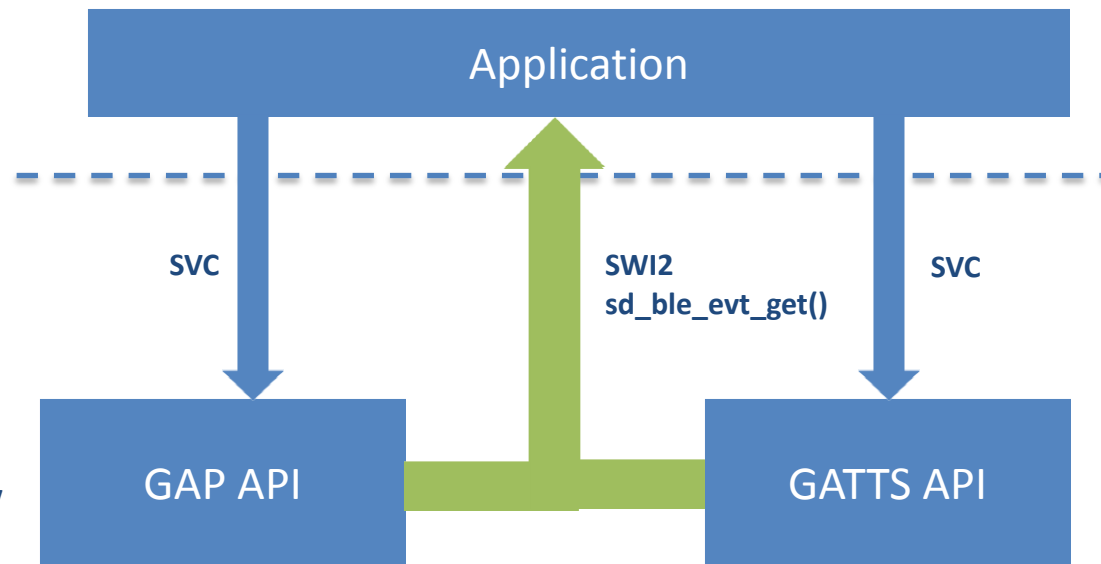 Application
SVC
SWI2
sd_ble_evt_get()
SVC
GAP API
GATTS API